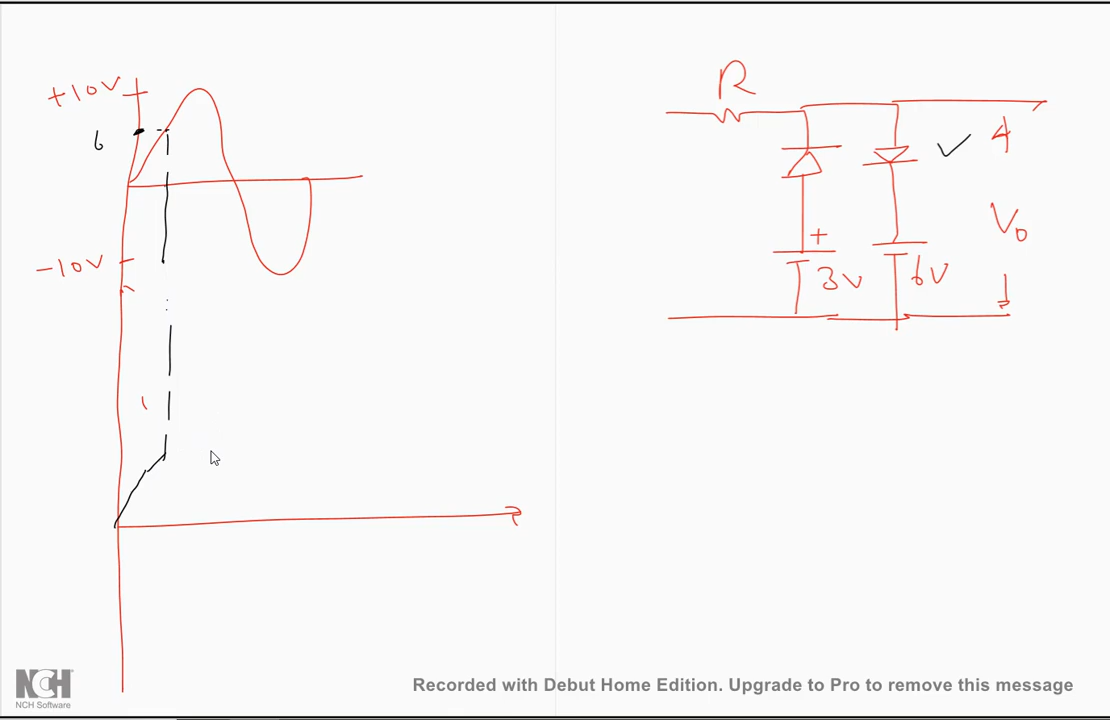 +10V
6
-10V
R
4
+
3V
6V
Vo
NCH
NCH Software
Recorded with Debut Home Edition. Upgrade to Pro to remove this message